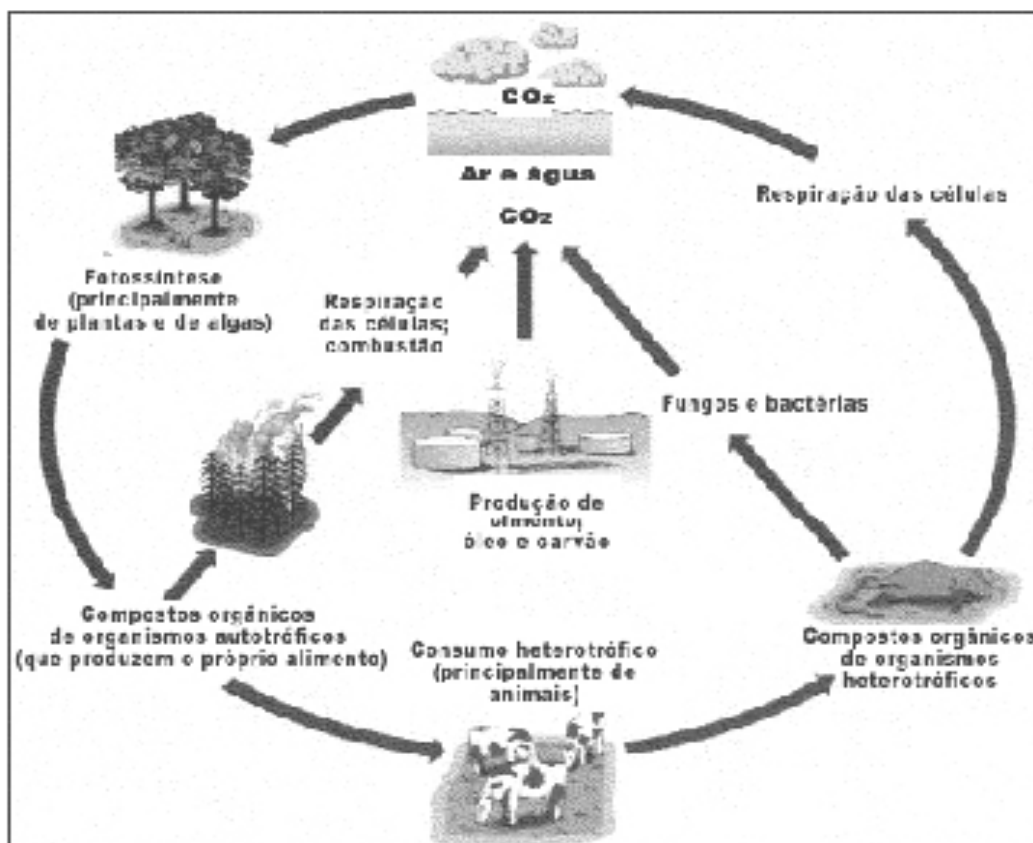 CO₂
Ar e água
CO₂
Respiração das células
Fotossíntese
(principalmente
de plantas e de algas)
Respiração
das células;
combustão
Fungos e bactérias
Produção de
cimento,
óleo e carvão
Compostos orgânicos
de organismos autotróficos
(que produzem o próprio alimento)
Consumo heterotrófico
(principalmente de
animais)
Compostos orgânicos
de organismos
heterotróficos